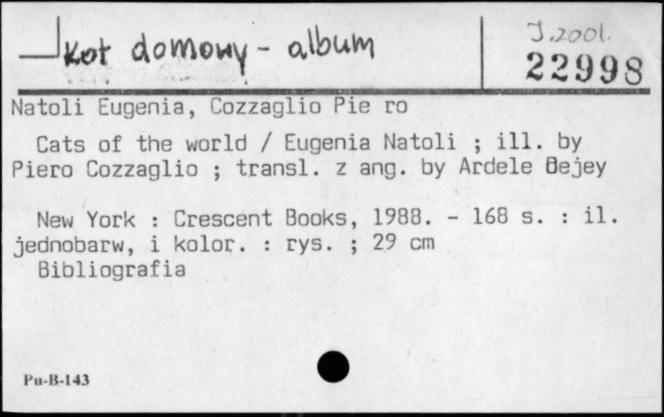 Kot domowy - album
J.2001.
22998
Natoli Eugenia, Cozzaglio Pie ro
Cats of the world / Eugenia Natoli ; ill. by
Piero Cozzaglio ; transl. z ang. by Ardele Bejey
New York : Crescent Books, 1988. - 168 s. : il.
jednobarw, i kolor. : rys. ; 29 cm
Bibliografia
Pu-B-143